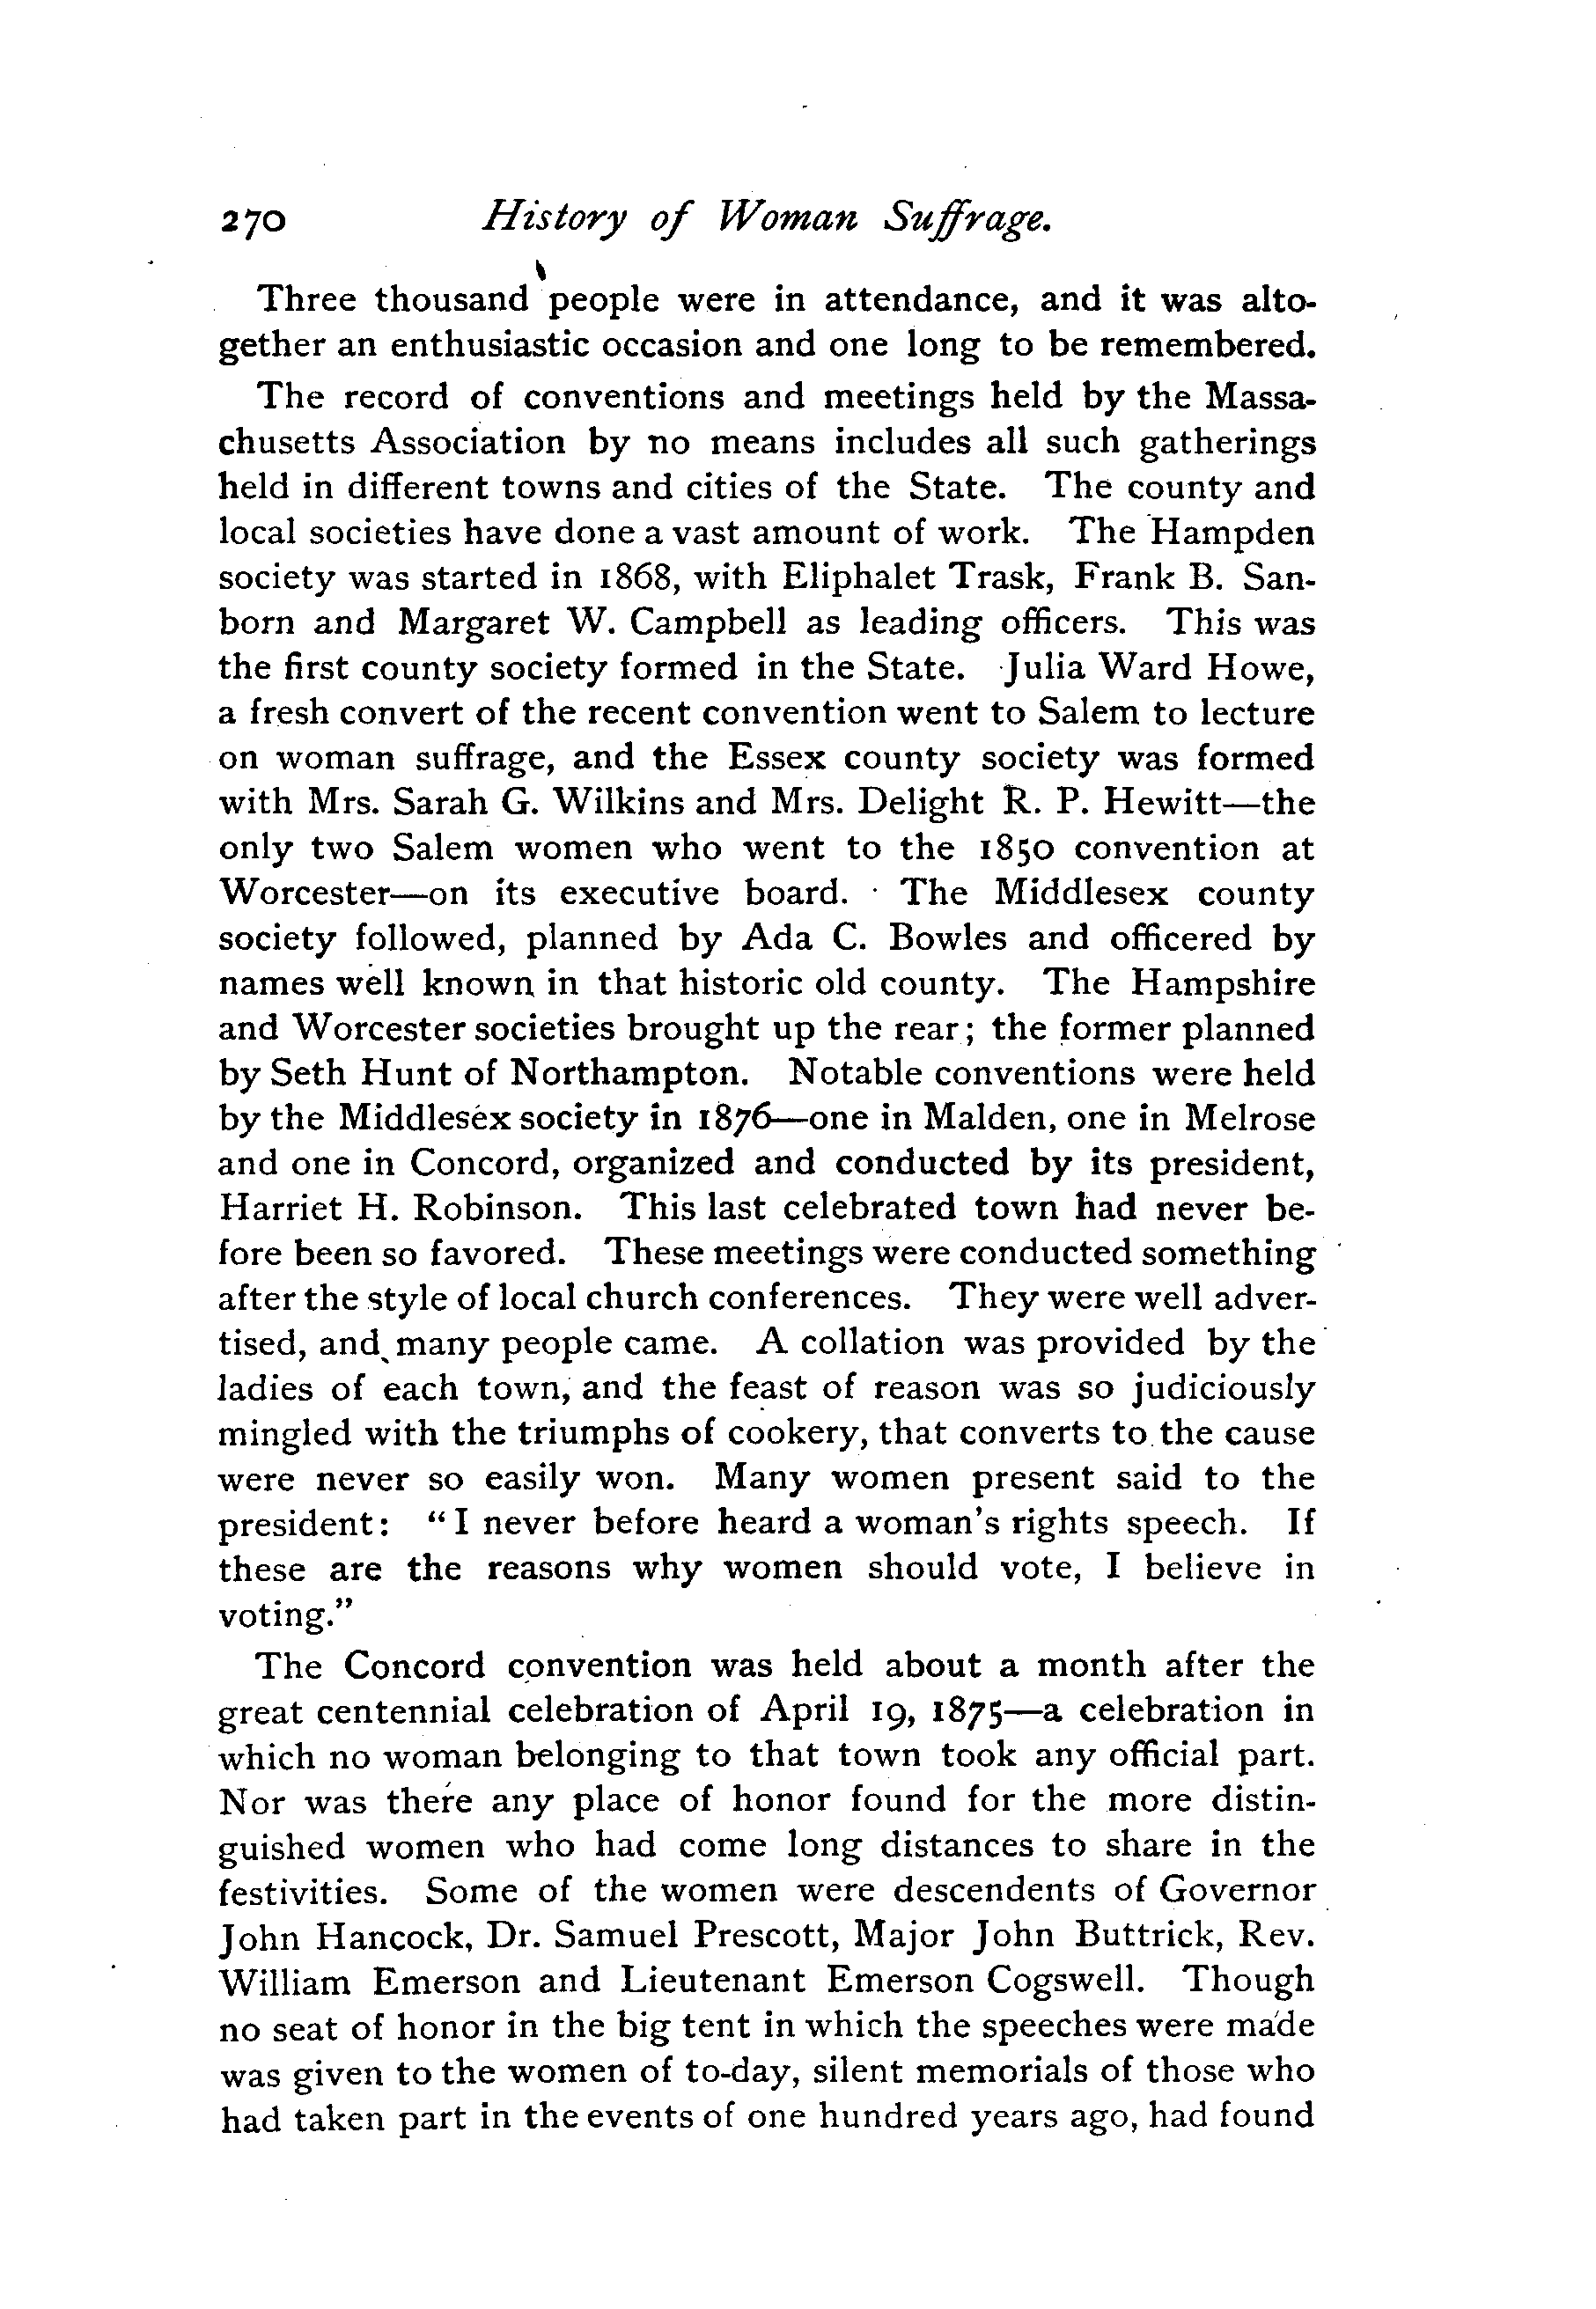 270 History of Woman Suffrage.
Three thousand people were in attendance, and it was alto-
gether an enthusiastic occasion and one long to be remembered.
The record of conventions and meetings held by the Massa-
chusetts Association by no means includes all such gatherings
held in different towns and cities of the State. The county and
local societies have done a vast amount of work. The Hampden
society was started in 1868, with Eliphalet Trask, Frank B. San-
born and Margaret W. Campbell as leading officers. This was
the first county society formed in the State. Julia Ward Howe,
a fresh convert of the recent convention went to Salem to lecture
on woman suffrage, and the Essex county society was formed
with Mrs. Sarah G. Wilkins and Mrs. Delight R. P. Hewitt—the
only two Salem women who went to the 1850 convention at
Worcester—on its executive board. The Middlesex county
society followed, planned by Ada C. Bowles and officered by
names well known in that historic old county. The Hampshire
and Worcester societies brought up the rear; the former planned
by Seth Hunt of Northampton. Notable conventions were held
by the Middlesex society in 1876—one in Malden, one in Melrose
and one in Concord, organized and conducted by its president,
Harriet H. Robinson. This last celebrated town had never be-
fore been so favored. These meetings were conducted something
after the style of local church conferences. They were well adver-
tised, and many people came. A collation was provided by the
ladies of each town, and the feast of reason was so judiciously
mingled with the triumphs of cookery, that converts to the cause
were never so easily won. Many women present said to the
president: "I never before heard a woman's rights speech. If
these are the reasons why women should vote, I believe in
voting."
The Concord convention was held about a month after the
great centennial celebration of April 19, 1875—a celebration in
which no woman belonging to that town took any official part.
Nor was there any place of honor found for the more distin-
guished women who had come long distances to share in the
festivities. Some of the women were descendents of Governor
John Hancock, Dr. Samuel Prescott, Major John Buttrick, Rev.
William Emerson and Lieutenant Emerson Cogswell. Though
no seat of honor in the big tent in which the speeches were made
was given to the women of to-day, silent memorials of those who
had taken part in the events of one hundred years ago, had found